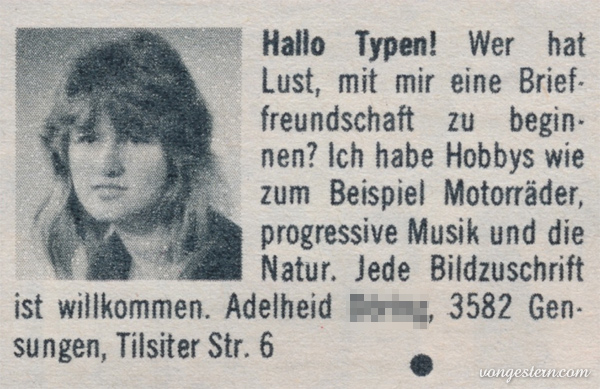 Hallo Typen! Wer hat
Lust, mit mir eine Brief-
freundschaft zu begin-
nen? Ich habe Hobbys wie
zum Beispiel Motorräder,
progressive Musik und die
Natur. Jede Bildzuschrift
ist willkommen. Adelheid , 3582 Gen-
sungen, Tilsiter Str. 6
vongestern.com